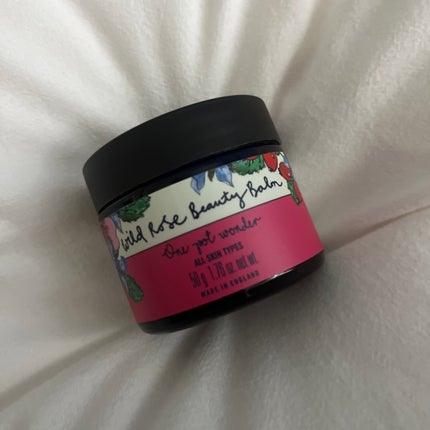 Wild Rose Beauty Balm
One pot wonder
ALL SKIN TYPES
50 g 1.76 oz. net wt
MADE IN ENGLAND